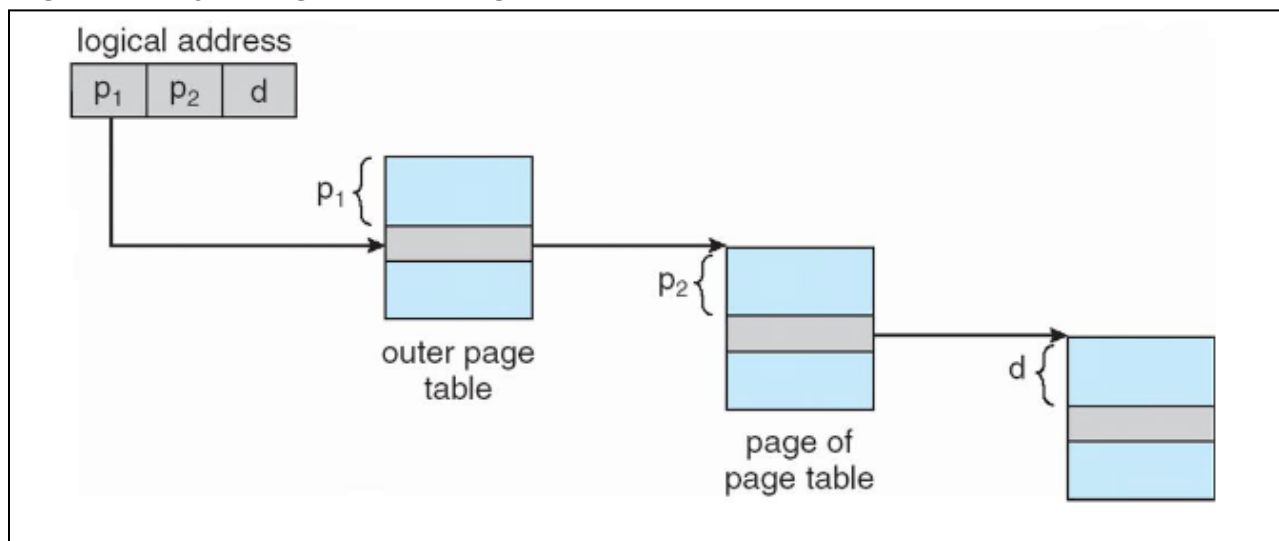 logical address
p₁ p₂ d
p₁
outer page
table
p₂
page of
page table
d